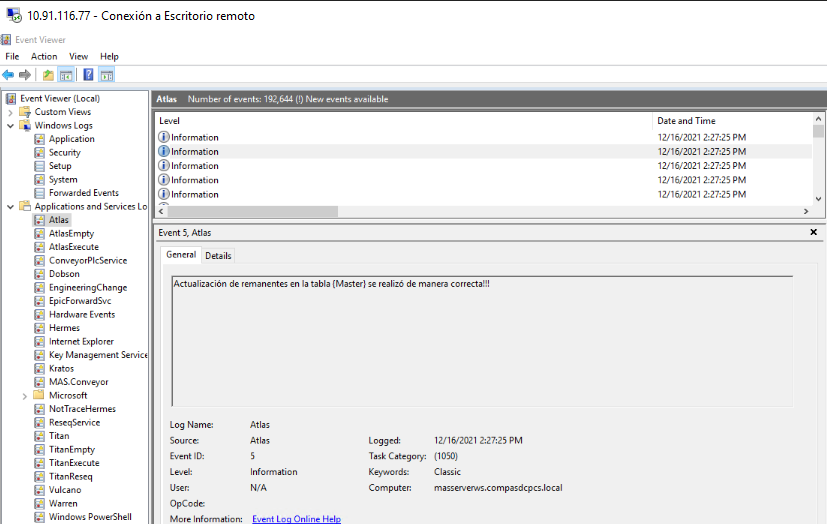 10.91.116.77 - Conexión a Escritorio remoto
Event Viewer
File Action View Help
Event Viewer (Local)
Custom Views
Windows Logs
Application
Security
Setup
System
Forwarded Events
Applications and Services Lo
Atlas
AtlasEmpty
AtlasExecute
ConveyorPlcService
Dobson
EngineeringChange
EpicForwardSvc
Hardware Events
Hermes
Internet Explorer
Key Management Service
Kratos
MAS.Conveyor
Microsoft
NotTraceHermes
ReseqService
Titan
TitanEmpty
TitanExecute
TitanReseq
Vulcano
Warren
Windows PowerShell
Atlas Number of events: 192,644 (!) New events available
Level Date and Time
Information 12/16/2021 2:27:25 PM
Information 12/16/2021 2:27:25 PM
Information 12/16/2021 2:27:25 PM
Information 12/16/2021 2:27:25 PM
Information 12/16/2021 2:27:25 PM
Event 5, Atlas
General Details
Actualización de remanentes en la tabla {Master} se realizó de manera correcta!!!
Log Name: Atlas
Source: Atlas Logged: 12/16/2021 2:27:25 PM
Event ID: 5 Task Category: (1050)
Level: Information Keywords: Classic
User: N/A Computer: masserverws.compasdcpcs.local
OpCode:
More Information: Event Log Online Help